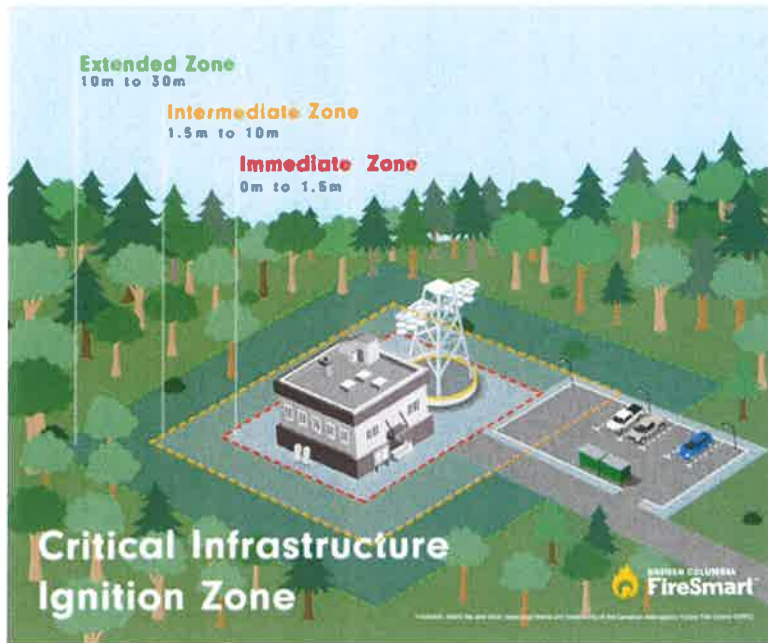 Extended Zone
10m to 30m
Intermediate Zone
1.5m to 10m
Immediate Zone
0m to 1.5m
Critical Infrastructure
Ignition Zone
BRITISH COLUMBIA
FireSmart™